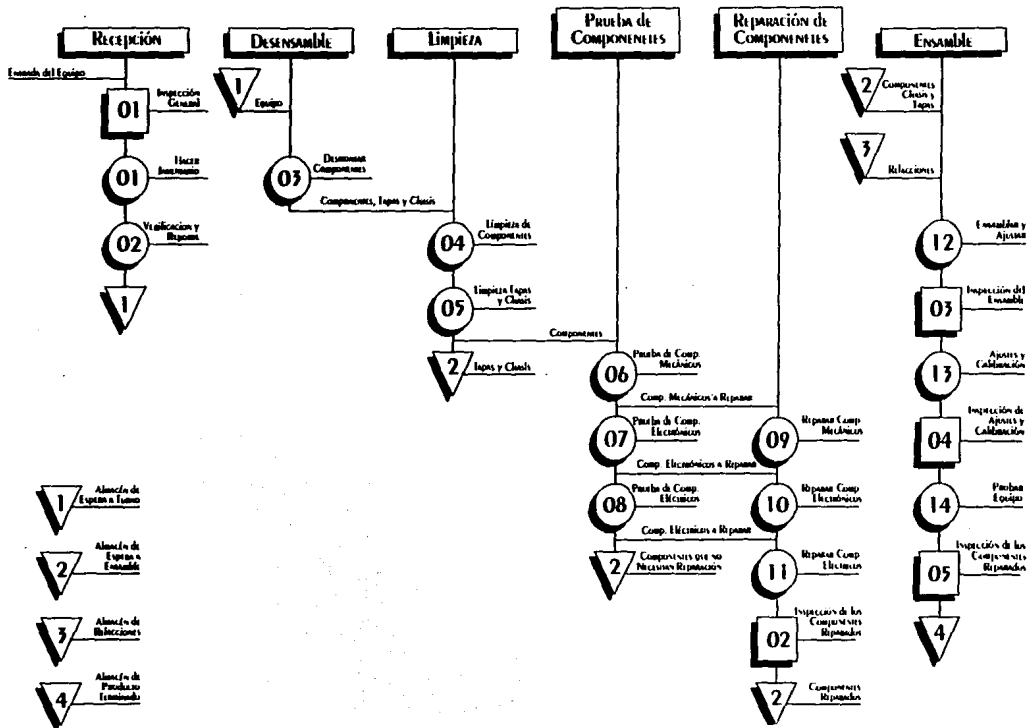 Recepción
Entrada del Equipo
01
Inspección
General
01
Hacer
Inventario
02
Verificacion y
1
Desensamble
1
Equipo
03
Desarmar
Componentes
Componentes, Tapas y Chasis
Limpieza
04
Limpieza de
Componentes
05
Limpieza Tapas
y Chasis
Componentes
2
Tapas y Chasis
Prueba de
Componenetes
06
Prueba de Comp.
Mecánicos
Comp. Mecánicos a Reparar
07
Prueba de Comp.
Electrónicos
Comp. Electrónicos a Reparar
08
Prueba de Comp.
Eléctricos
Comp. Eléctricos a Reparar
2
Componentes que no
Necesitan Reparación
Reparación de
Componenetes
09
Reparar Comp.
Mecánicos
10
Reparar Comp.
Electrónicos
11
Reparar Comp.
Eléctricos
02
Inspección de los
Componentes
Reparados
2
Componentes
Reparados
Ensamble
2
Componentes
Chasis y
Tapas
3
Refacciones
12
Ensamblar y
Ajustar
03
Inspección del
Ensamble
13
Ajustes y
Calibración
04
Inspección de
Ajustes y
Calibración
14
Probar
Equipo
05
Inspección de los
Componentes
Reparados
4
1
Almacén de
Espera a Turno
2
Almacén de
Espera a
Ensamble
3
Almacén de
Refacciones
4
Almacén de
Producto
Terminado